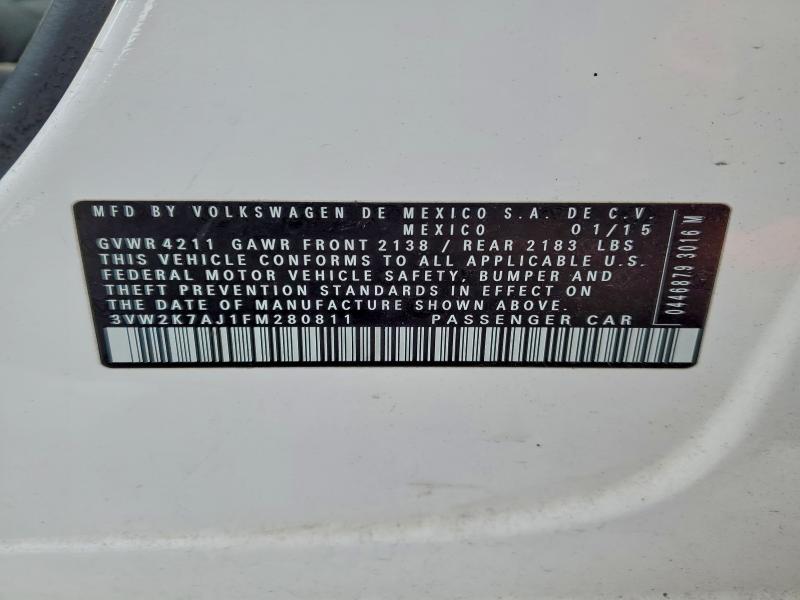 MFD BY VOLKSWAGEN DE MEXICO S.A. DE C.V.
MEXICO 01/15
GVWR 4211 GAWR FRONT 2138 / REAR 2183 LBS
THIS VEHICLE CONFORMS TO ALL APPLICABLE U.S.
FEDERAL MOTOR VEHICLE SAFETY, BUMPER AND
THEFT PREVENTION STANDARDS IN EFFECT ON
THE DATE OF MANUFACTURE SHOWN ABOVE.
3VW2K7AJ1FM280811 PASSENGER CAR
0446879 3016 M